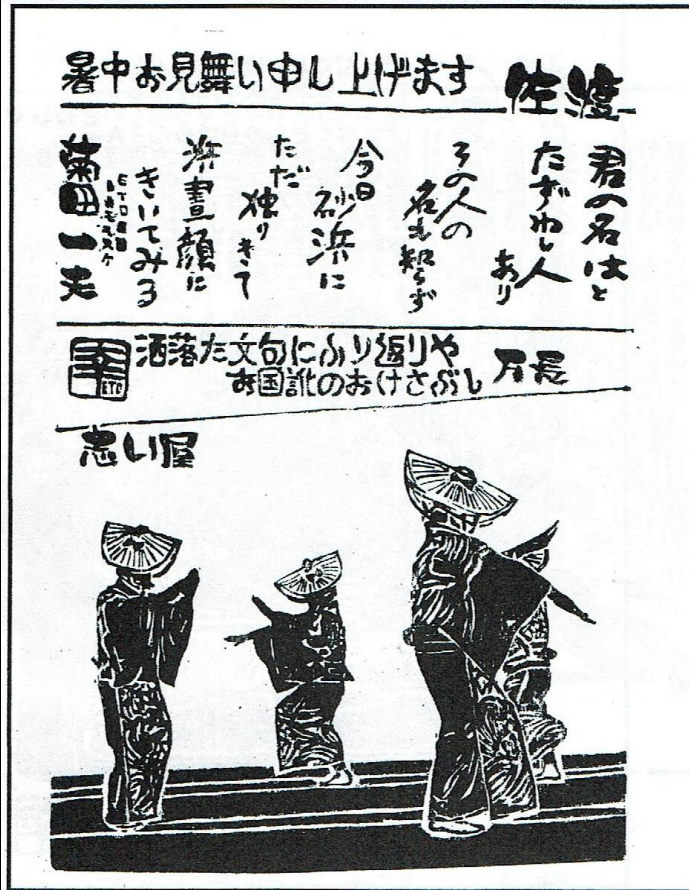 暑中お見舞い申し上げます
佐渡
君の名はと
たずねし人
あり
その人の
名も知らず
今日砂浜に
ただ
独りきて
浜昼顔に
きいてみる
菊田一夫
洒落た文句にふり返りや
お国訛のおけさぶし
万長
思い屋